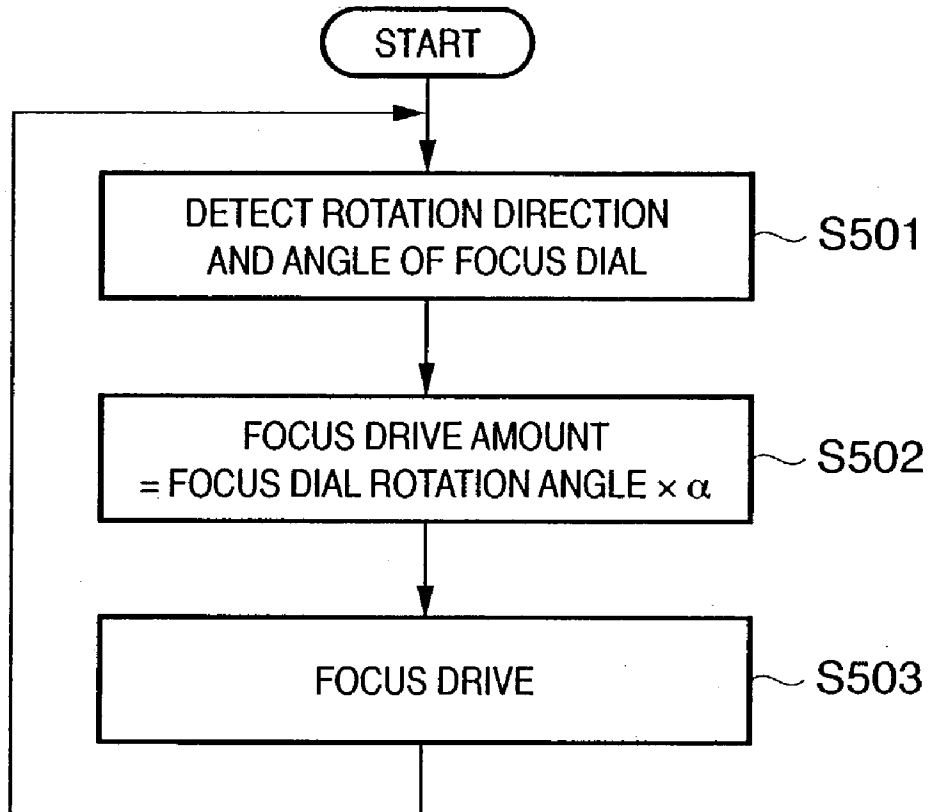 START
DETECT ROTATION DIRECTION
AND ANGLE OF FOCUS DIAL
S501
FOCUS DRIVE AMOUNT
= FOCUS DIAL ROTATION ANGLE × α
S502
FOCUS DRIVE
S503